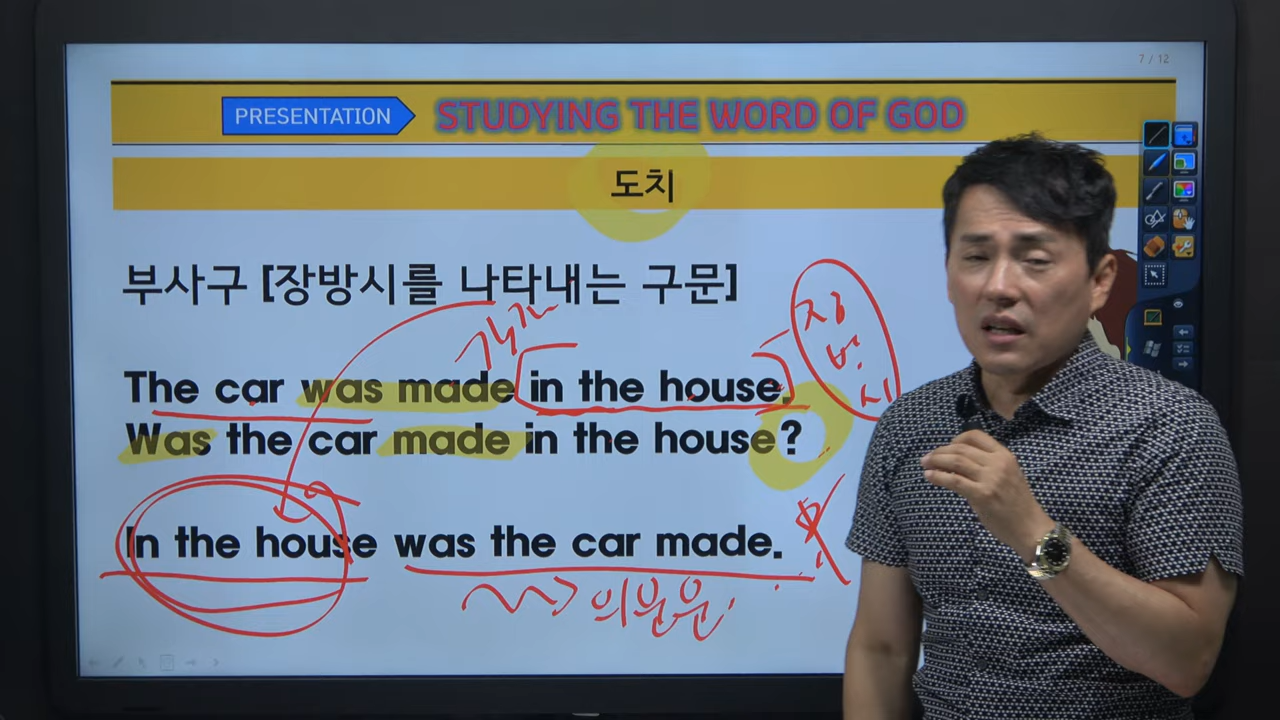 7 / 12
PRESENTATION
STUDYING THE WORD OF GOD
도치
부사구 [장방시를 나타내는 구문]
강조
장
방
시
The car was made in the house.
Was the car made in the house?
In the house was the car made.
의문문